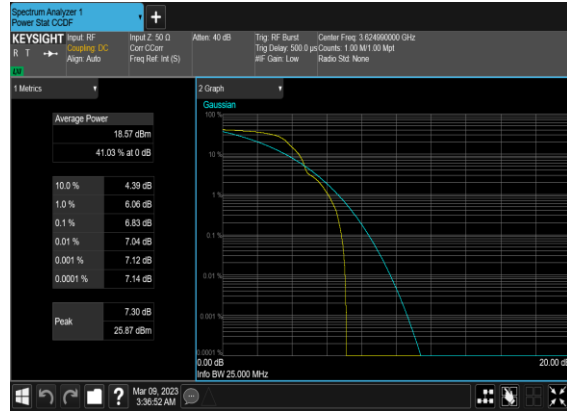 Spectrum Analyzer 1
Power Stat CCDF
KEYSIGHT
R T
LXI
Input: RF
Coupling: DC
Align: Auto
Input Z: 50 Ω
Corr CCorr
Freq Ref: Int (S)
Atten: 40 dB
Trig: RF Burst
Trig Delay: 500.0 µs
#IF Gain: Low
Center Freq: 3.624990000 GHz
Counts: 1.00 M/1.00 Mpt
Radio Std: None
1 Metrics
Average Power
18.57 dBm
41.03 % at 0 dB
10.0 % 4.39 dB
1.0 % 6.06 dB
0.1 % 6.83 dB
0.01 % 7.04 dB
0.001 % 7.12 dB
0.0001 % 7.14 dB
Peak
7.30 dB
25.87 dBm
2 Graph
Gaussian
100 %
10 %
1 %
0.1 %
0.01 %
0.001 %
0.0001 %
0.00 dB
20.00 dB
Info BW 25.000 MHz
?
Mar 09, 2023
3:36:52 AM